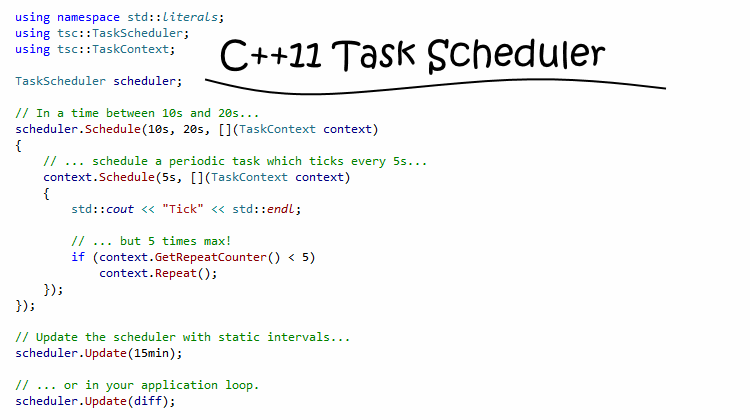 using namespace std::literals;
using tsc::TaskScheduler;
using tsc::TaskContext;
C++11 Task Scheduler
TaskScheduler scheduler;
// In a time between 10s and 20s...
scheduler.Schedule(10s, 20s, [](TaskContext context)
{
    // ... schedule a periodic task which ticks every 5s...
    context.Schedule(5s, [](TaskContext context)
    {
        std::cout << "Tick" << std::endl;
        // ... but 5 times max!
        if (context.GetRepeatCounter() < 5)
            context.Repeat();
    });
});
// Update the scheduler with static intervals...
scheduler.Update(15min);
// ... or in your application loop.
scheduler.Update(diff);